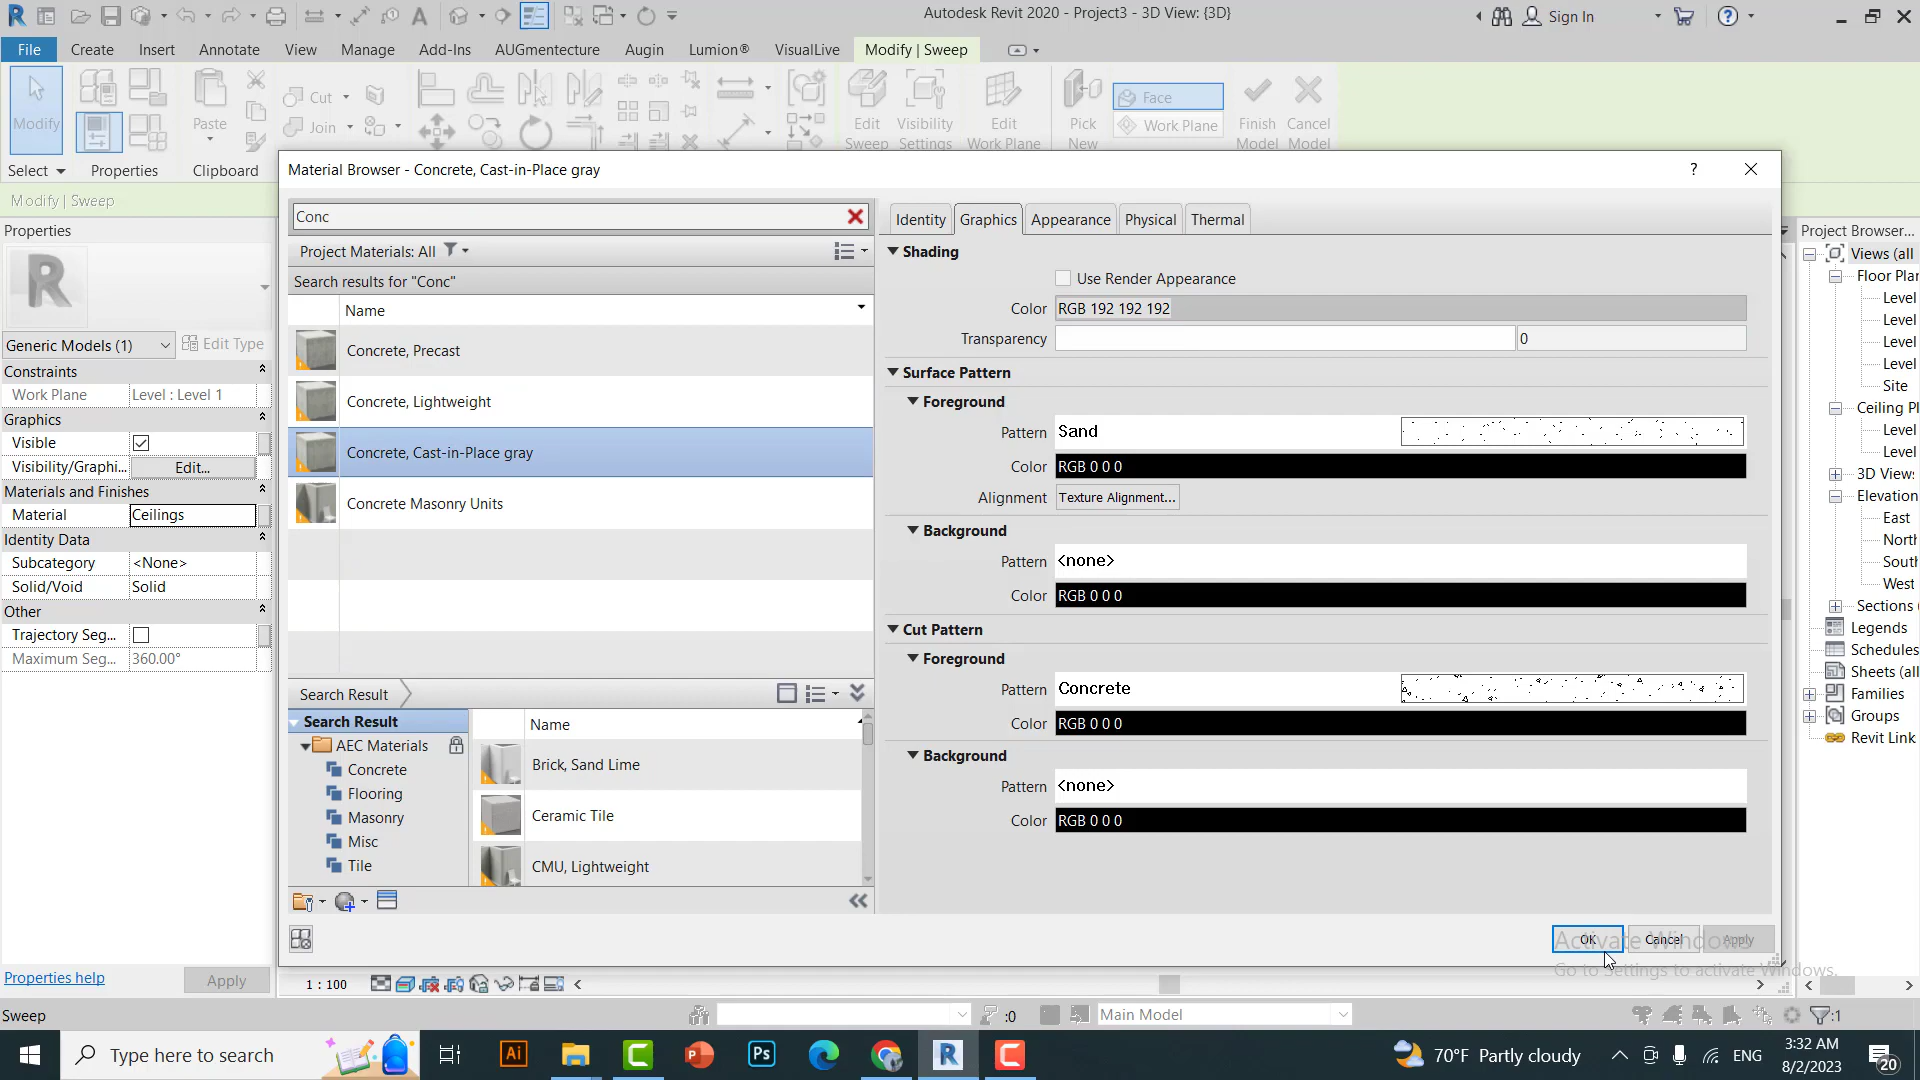 Autodesk Revit 2020 - Project3 - 3D View: {3D}
Sign In
File Create Insert Annotate View Manage Add-Ins AUGmentecture Augin Lumion® VisualLive Modify | Sweep
Modify
Paste
Cut
Join
Edit Sweep
Visibility Settings
Edit Work Plane
Pick New
Face
Work Plane
Finish Model
Cancel Model
Select Properties Clipboard
Modify | Sweep
Properties
Generic Models (1) Edit Type
Constraints
Work Plane Level : Level 1
Graphics
Visible
Visibility/Graphi... Edit...
Materials and Finishes
Material Ceilings
Identity Data
Subcategory <None>
Solid/Void Solid
Other
Trajectory Seg...
Maximum Seg... 360.00°
Properties help Apply
Material Browser - Concrete, Cast-in-Place gray
?
Conc
Project Materials: All
Search results for "Conc"
Name
Concrete, Precast
Concrete, Lightweight
Concrete, Cast-in-Place gray
Concrete Masonry Units
Search Result
Search Result
AEC Materials
Concrete
Flooring
Masonry
Misc
Tile
Name
Brick, Sand Lime
Ceramic Tile
CMU, Lightweight
Identity Graphics Appearance Physical Thermal
Shading
Use Render Appearance
Color RGB 192 192 192
Transparency 0
Surface Pattern
Foreground
Pattern Sand
Color RGB 0 0 0
Alignment Texture Alignment...
Background
Pattern <none>
Color RGB 0 0 0
Cut Pattern
Foreground
Pattern Concrete
Color RGB 0 0 0
Background
Pattern <none>
Color RGB 0 0 0
OK Cancel Apply
Activate Windows
Go to Settings to activate Windows.
Project Browser...
Views (all
Floor Plar
Level
Level
Level
Level
Site
Ceiling Pl
Level
Level
3D Views
Elevation
East
North
South
West
Sections (
Legends
Schedules
Sheets (all
Families
Groups
Revit Link
1 : 100
Sweep
:0
Main Model
:1
Type here to search
Ai
Ps
70°F Partly cloudy
ENG
3:32 AM
8/2/2023
20